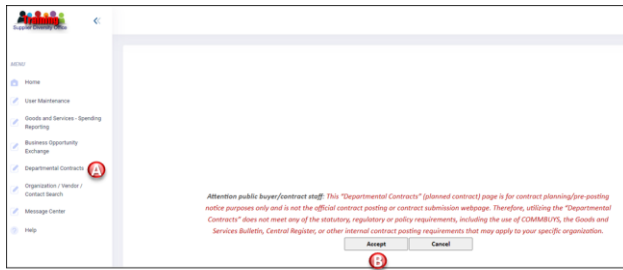 Training
Supplier Diversity Office
MENU
Home
User Maintenance
Goods and Services - Spending
Reporting
Business Opportunity
Exchange
Departmental Contracts
A
Organization / Vendor /
Contact Search
Message Center
Help
Attention public buyer/contract staff: This "Departmental Contracts" (planned contract) page is for contract planning/pre-posting
notice purposes only and is not the official contract posting or contract submission webpage. Therefore, utilizing the "Departmental
Contracts" does not meet any of the statutory, regulatory or policy requirements, including the use of COMMBUYS, the Goods and
Services Bulletin, Central Register, or other internal contract posting requirements that may apply to your specific organization.
Accept Cancel
B